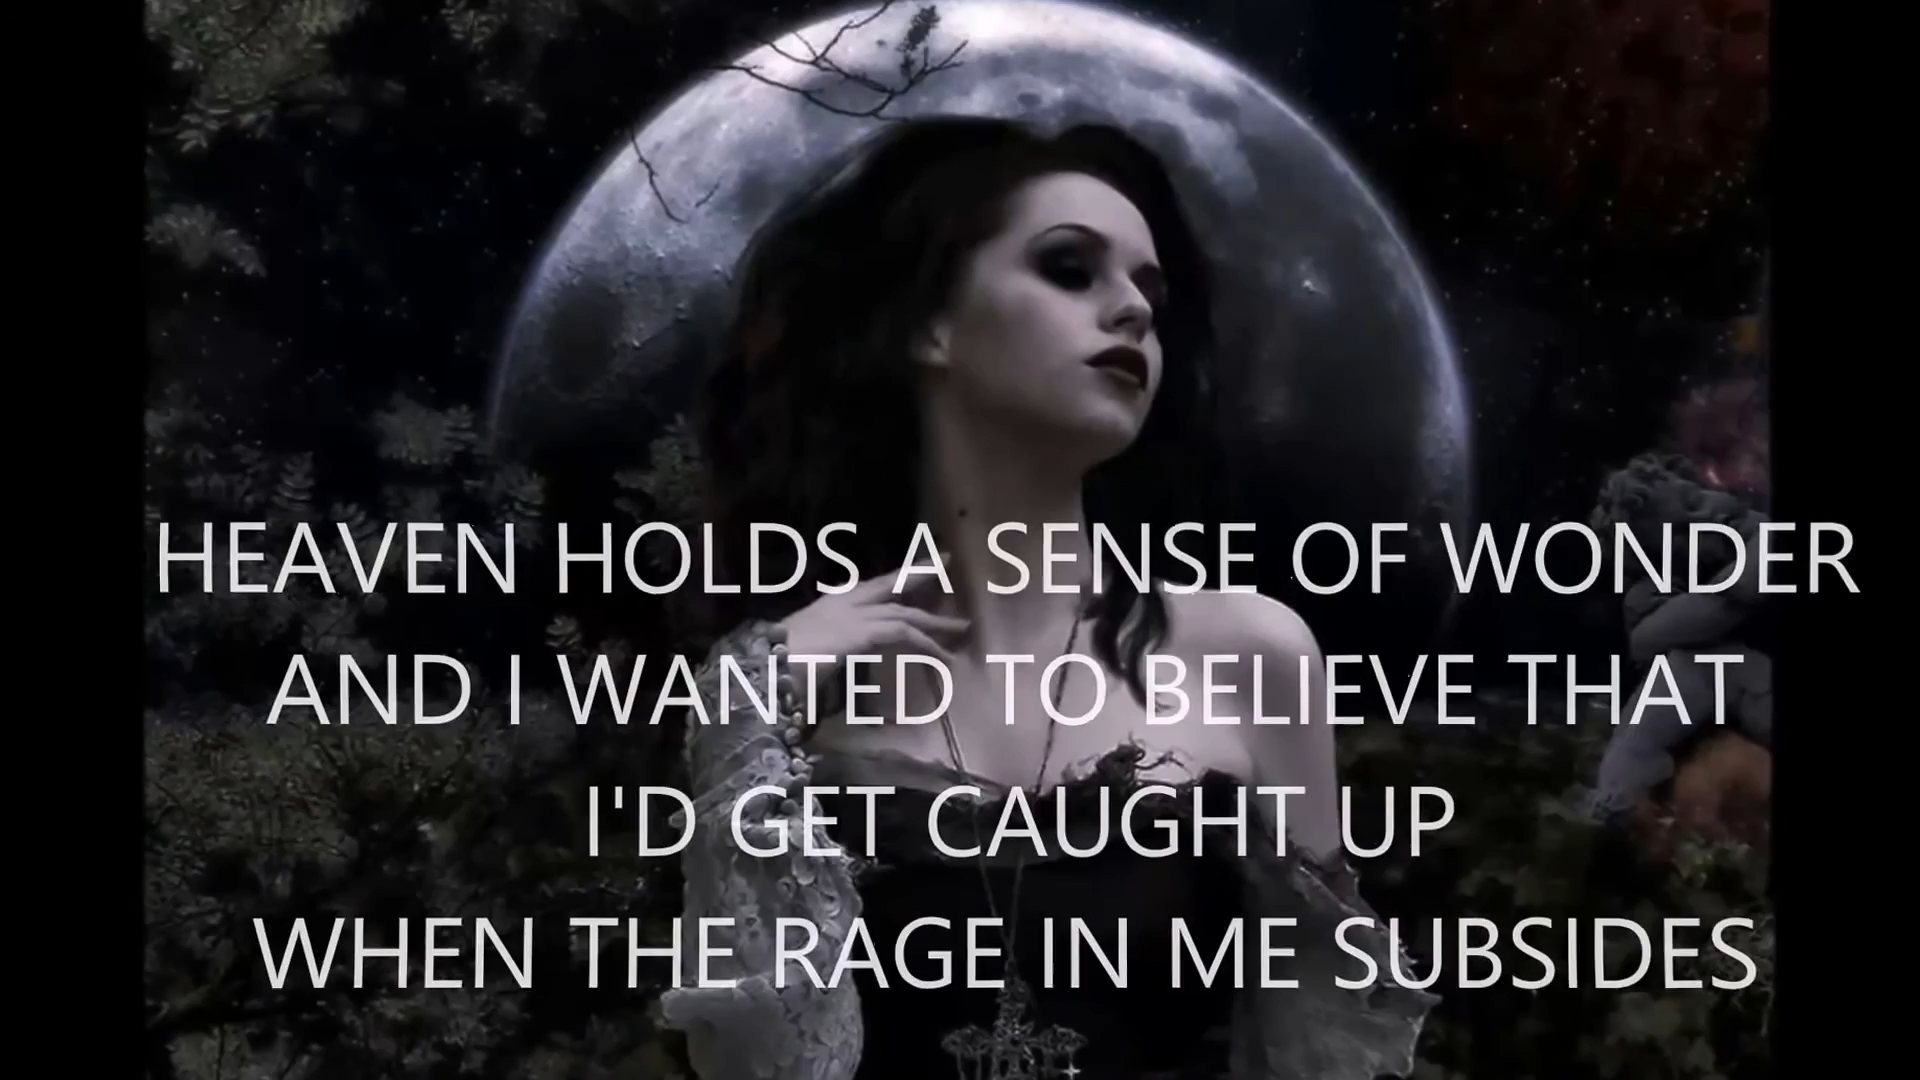 HEAVEN HOLDS A SENSE OF WONDER
AND I WANTED TO BELIEVE THAT
I'D GET CAUGHT UP
WHEN THE RAGE IN ME SUBSIDES